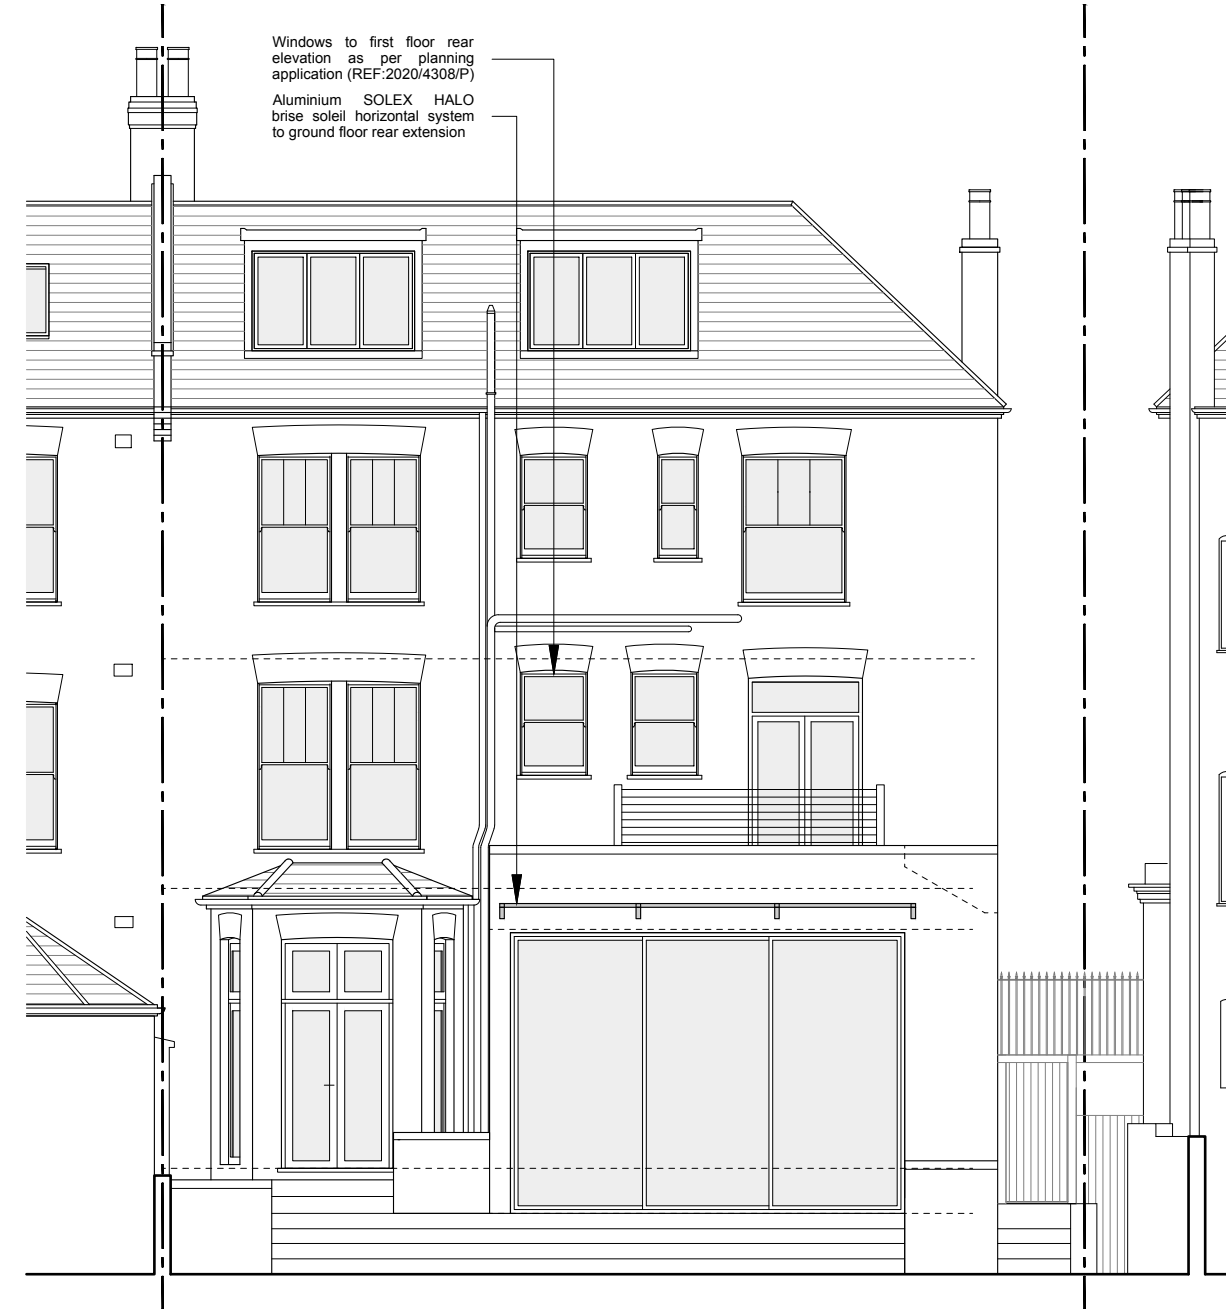 Windows to first floor rear
elevation as per planning
application (REF:2020/4308/P)
Aluminium SOLEX HALO
brise soleil horizontal system
to ground floor rear extension